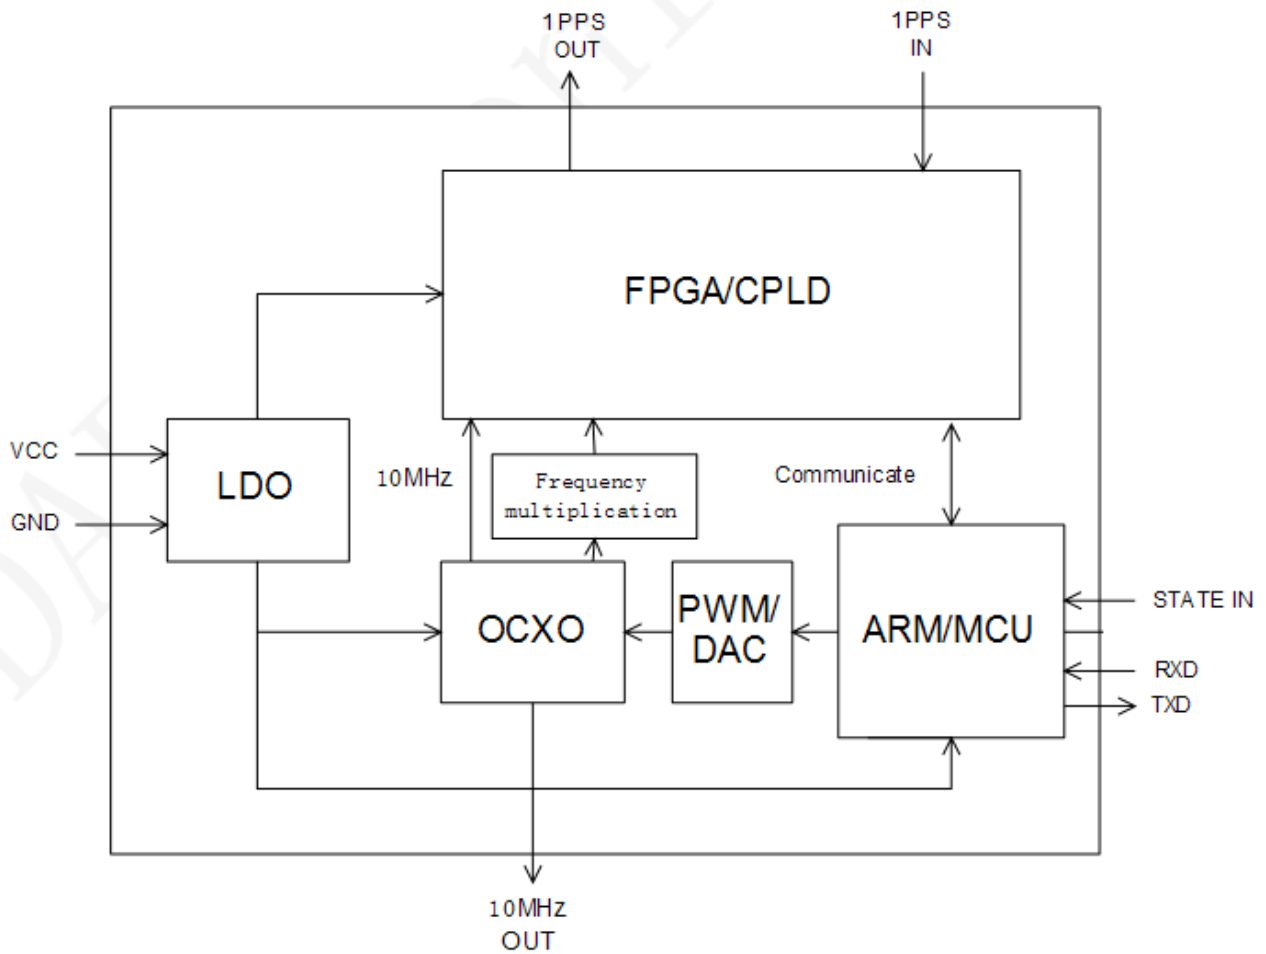 1PPS
OUT
1PPS
IN
FPGA/CPLD
VCC
GND
LDO
10MHz
Frequency
multiplication
Communicate
OCXO
PWM/
DAC
ARM/MCU
STATE IN
RXD
TXD
10MHz
OUT